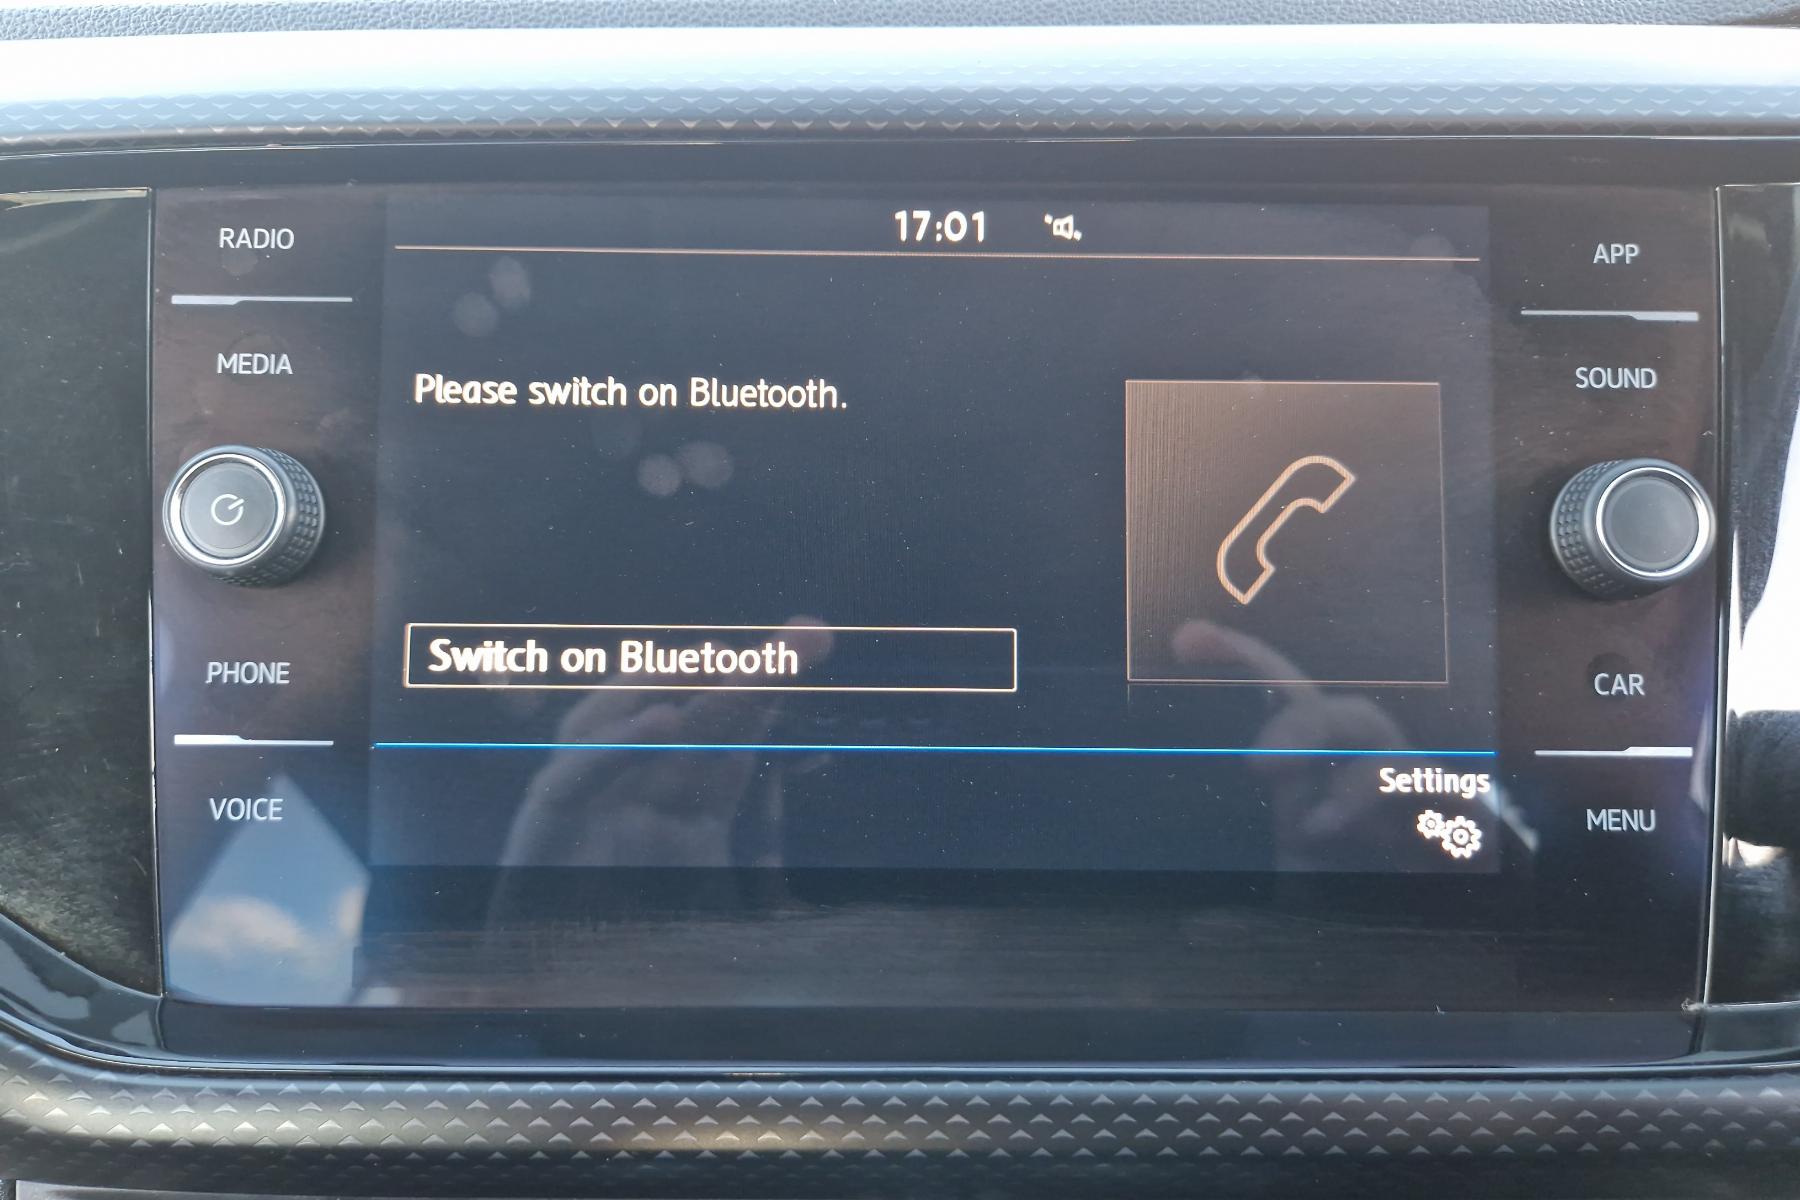 17:01
RADIO
MEDIA
PHONE
VOICE
Please switch on Bluetooth.
Switch on Bluetooth
Settings
APP
SOUND
CAR
MENU